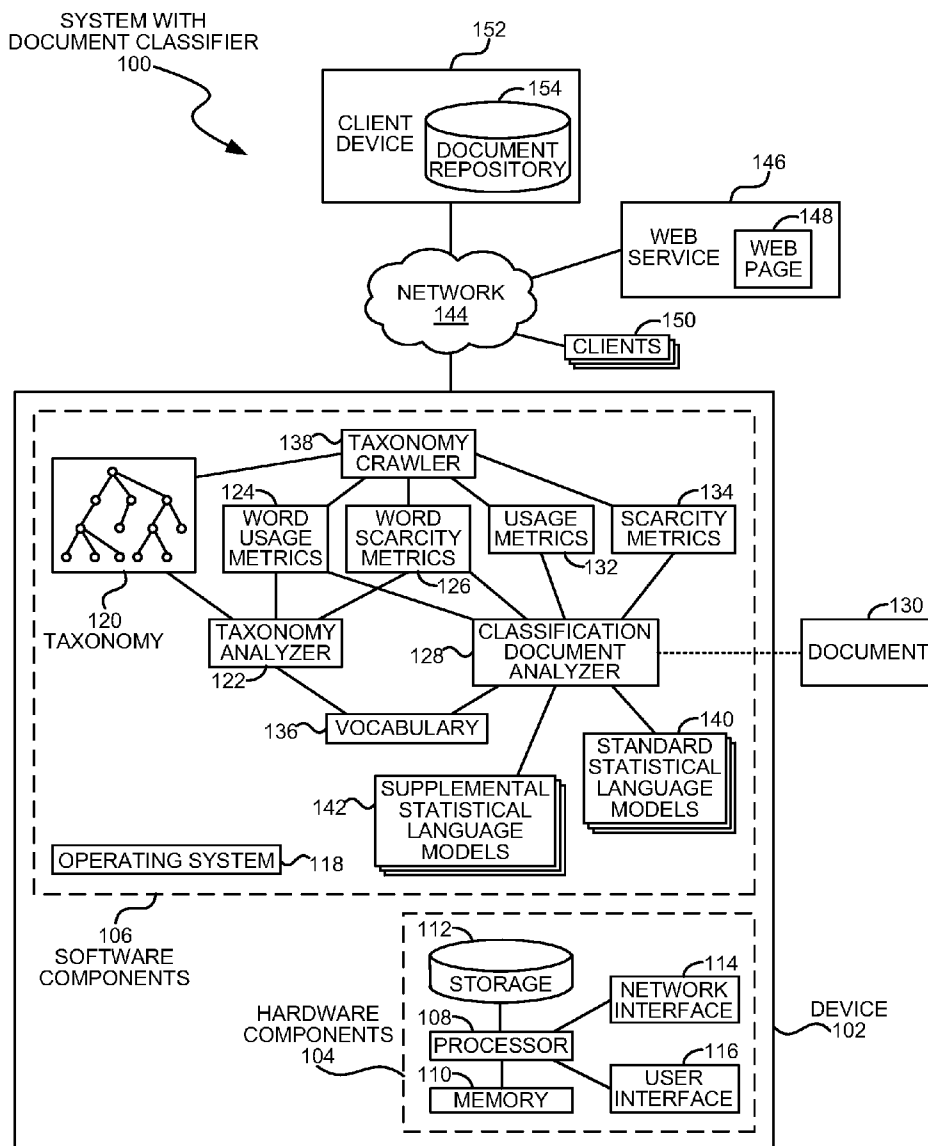 SYSTEM WITH
DOCUMENT CLASSIFIER
100
152
154
CLIENT
DEVICE
DOCUMENT
REPOSITORY
146
148
WEB
SERVICE
WEB
PAGE
NETWORK
144
150
CLIENTS
138
TAXONOMY
CRAWLER
124
WORD
USAGE
METRICS
WORD
SCARCITY
METRICS
126
USAGE
METRICS
132
134
SCARCITY
METRICS
120
TAXONOMY
TAXONOMY
ANALYZER
122
128
CLASSIFICATION
DOCUMENT
ANALYZER
130
DOCUMENT
136
VOCABULARY
140
STANDARD
STATISTICAL
LANGUAGE
MODELS
142
SUPPLEMENTAL
STATISTICAL
LANGUAGE
MODELS
OPERATING SYSTEM
118
106
SOFTWARE
COMPONENTS
112
STORAGE
114
NETWORK
INTERFACE
HARDWARE
COMPONENTS
104
108
PROCESSOR
116
USER
INTERFACE
110
MEMORY
DEVICE
102